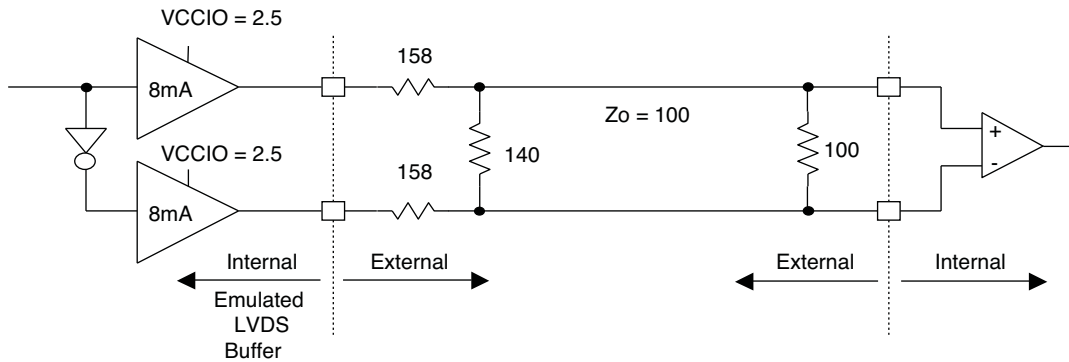 VCCIO = 2.5
158
8mA
Zo = 100
+
-
VCCIO = 2.5
158
140
100
8mA
Internal
External
External
Internal
Emulated
LVDS
Buffer